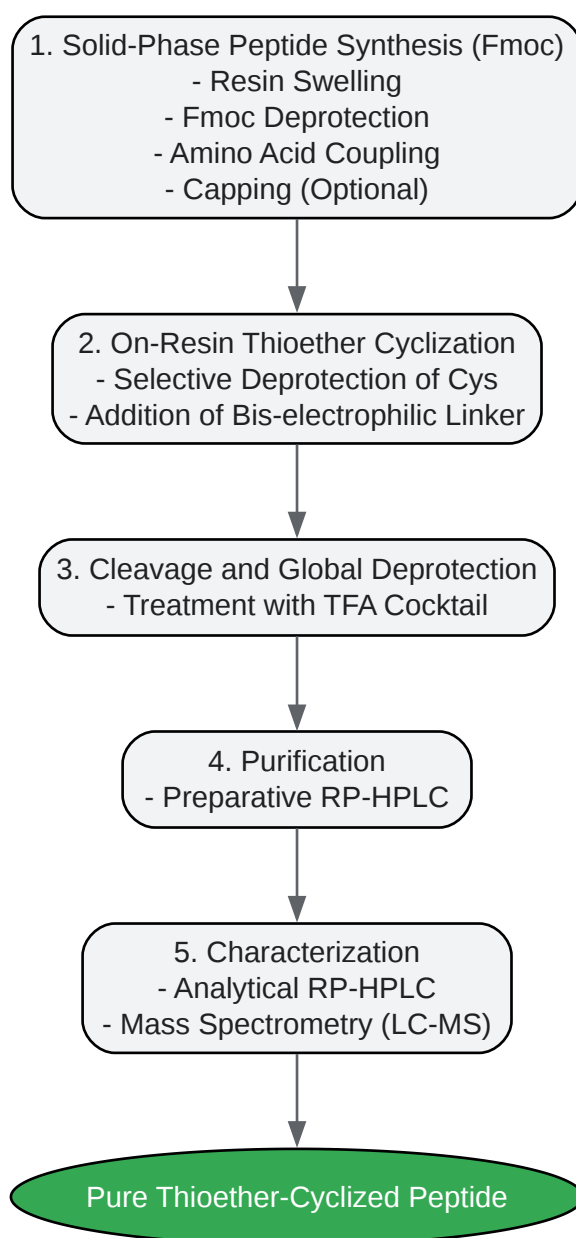 1. Solid-Phase Peptide Synthesis (Fmoc)
- Resin Swelling
- Fmoc Deprotection
- Amino Acid Coupling
- Capping (Optional)
2. On-Resin Thioether Cyclization
- Selective Deprotection of Cys
- Addition of Bis-electrophilic Linker
3. Cleavage and Global Deprotection
- Treatment with TFA Cocktail
4. Purification
- Preparative RP-HPLC
5. Characterization
- Analytical RP-HPLC
- Mass Spectrometry (LC-MS)
Pure Thioether-Cyclized Peptide